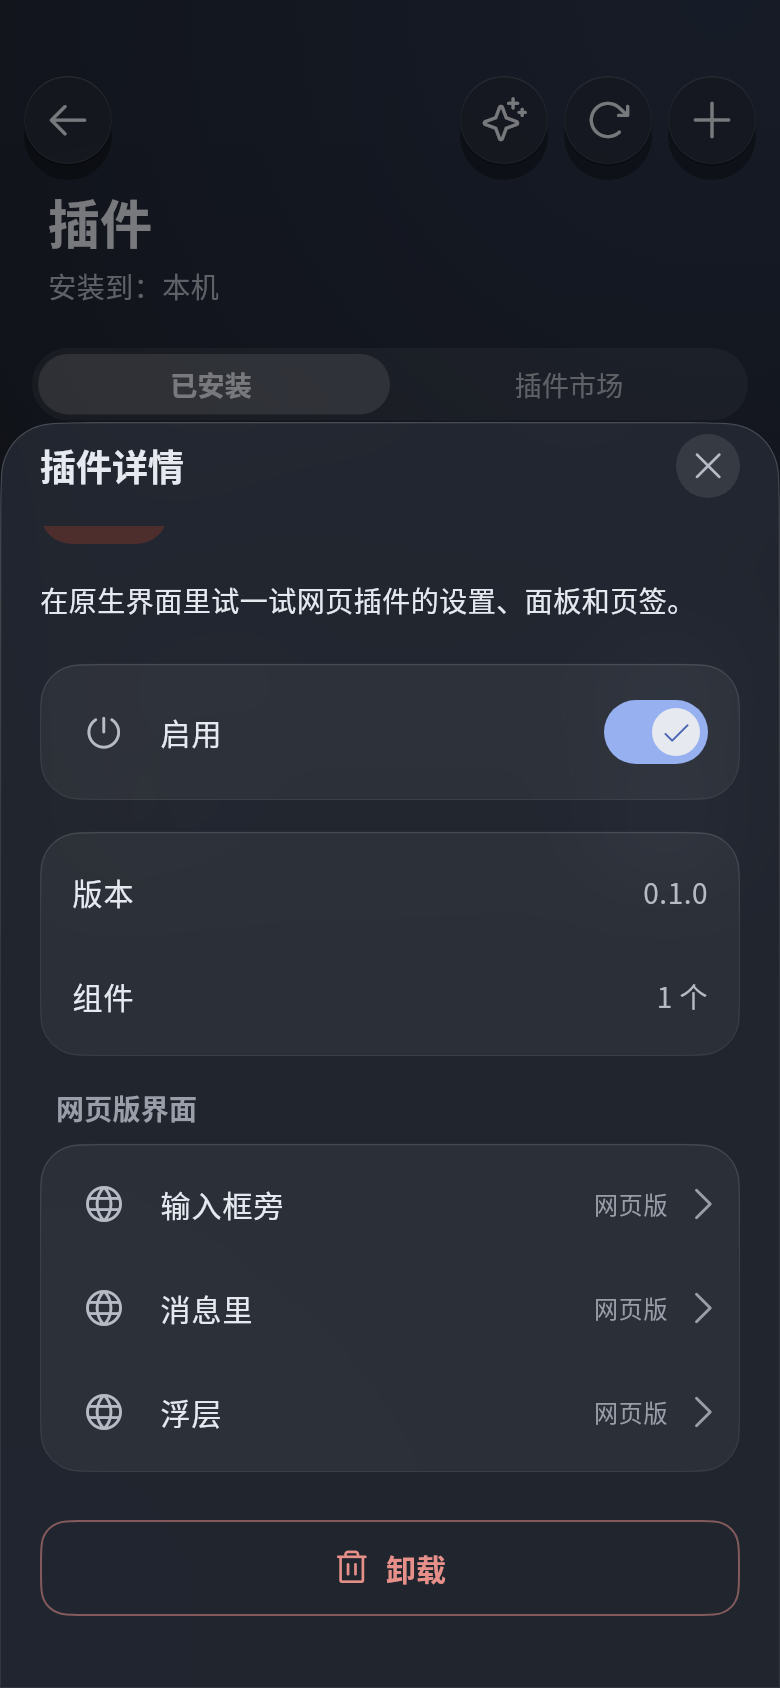 插件
安装到：本机
已安装
插件市场
插件详情
在原生界面里试一试网页插件的设置、面板和页签。
启用
版本
0.1.0
组件
1 个
网页版界面
输入框旁
网页版
消息里
网页版
浮层
网页版
卸载